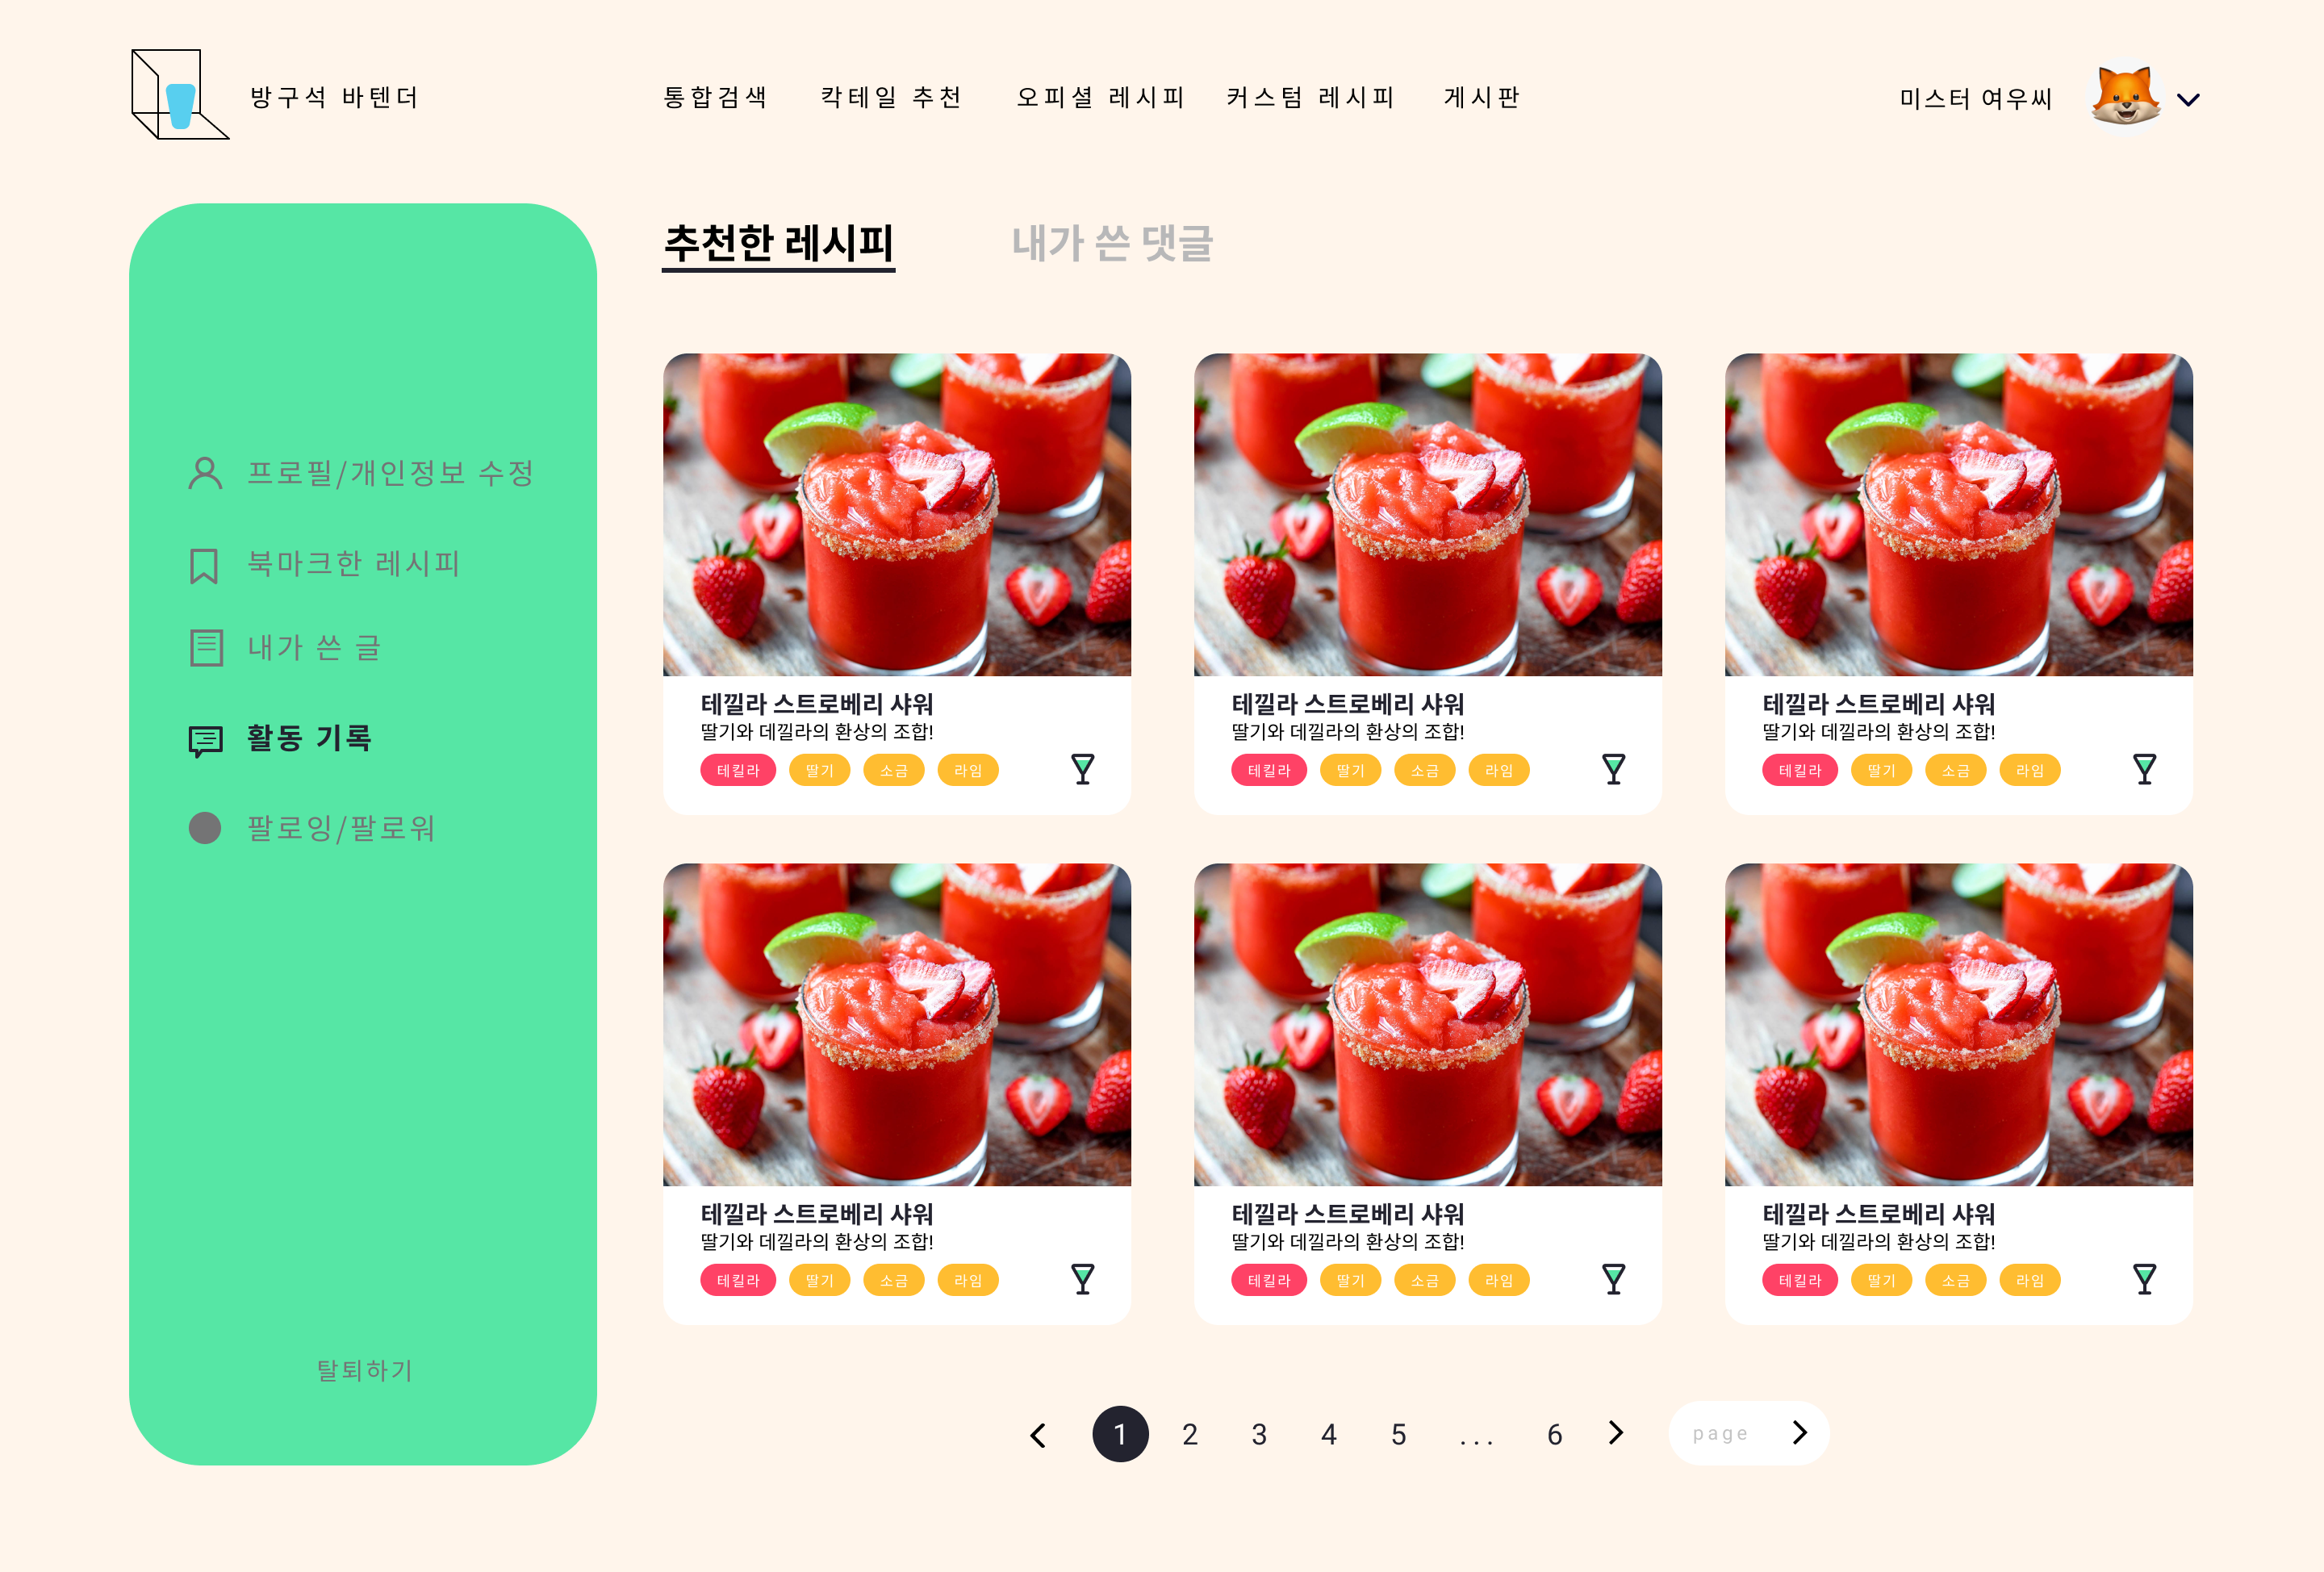 방구석 바텐더
통합검색
칵테일 추천
오피셜 레시피
커스텀 레시피
게시판
미스터 여우씨
프로필/개인정보 수정
북마크한 레시피
내가 쓴 글
활동 기록
팔로잉/팔로워
탈퇴하기
추천한 레시피
내가 쓴 댓글
테낄라 스트로베리 샤워
딸기와 데낄라의 환상의 조합!
테킬라 딸기 소금 라임
테낄라 스트로베리 샤워
딸기와 데낄라의 환상의 조합!
테킬라 딸기 소금 라임
테낄라 스트로베리 샤워
딸기와 데낄라의 환상의 조합!
테킬라 딸기 소금 라임
테낄라 스트로베리 샤워
딸기와 데낄라의 환상의 조합!
테킬라 딸기 소금 라임
테낄라 스트로베리 샤워
딸기와 데낄라의 환상의 조합!
테킬라 딸기 소금 라임
테낄라 스트로베리 샤워
딸기와 데낄라의 환상의 조합!
테킬라 딸기 소금 라임
1 2 3 4 5 ... 6
page